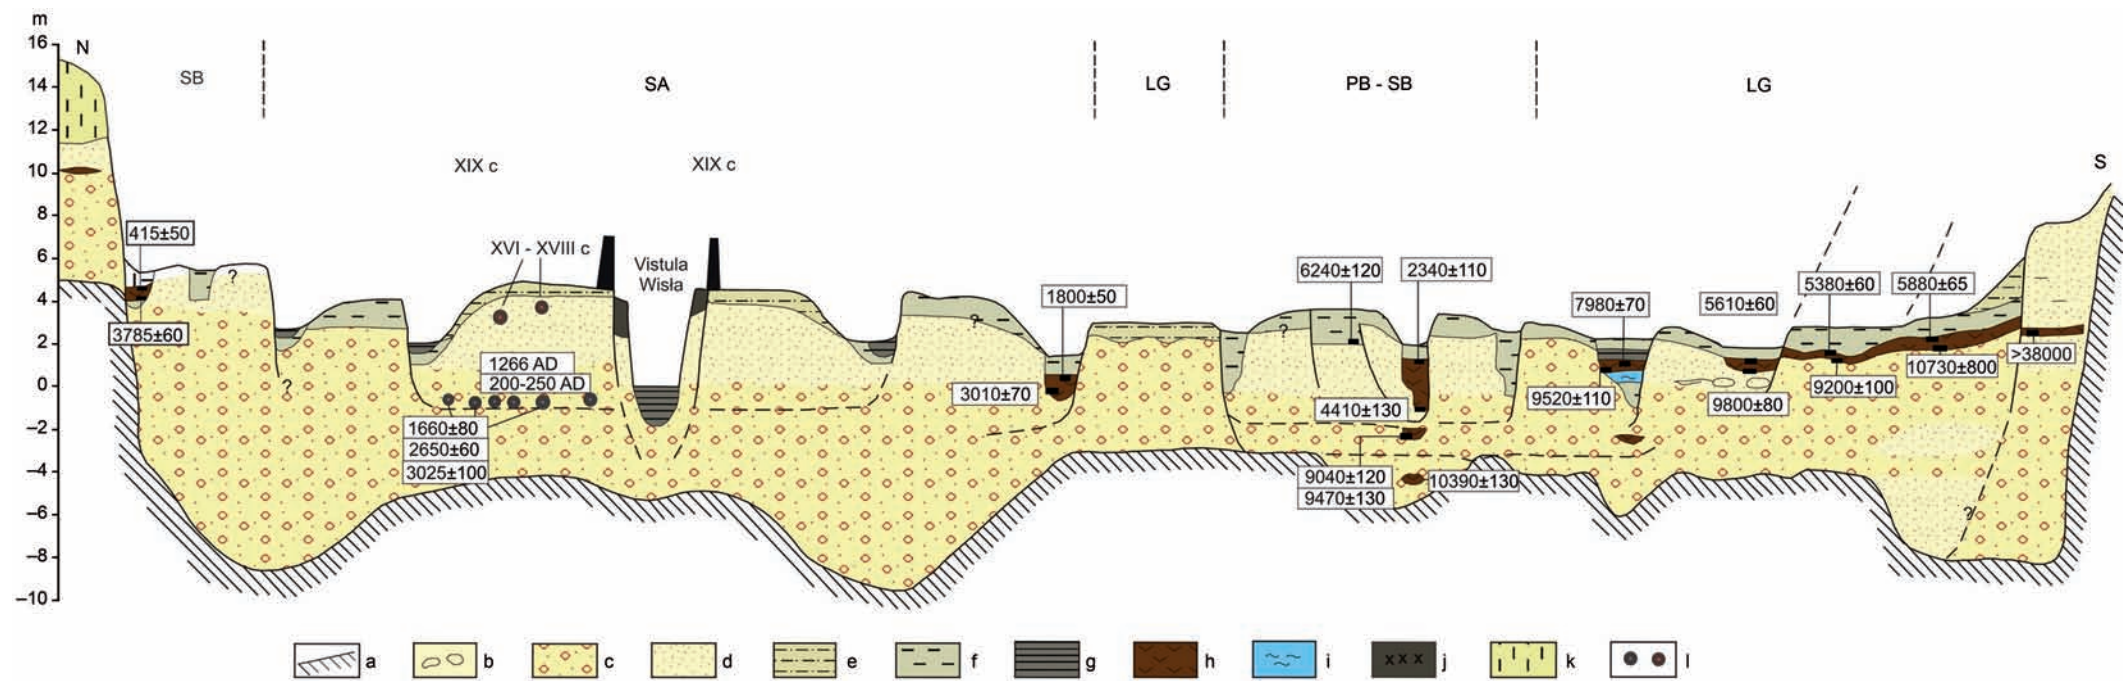 m
16
14
12
10
8
6
4
2
0
−2
−4
−6
−8
−10
N
SB
SA
LG
PB - SB
LG
S
XIX c
XIX c
XVI - XVIII c
Vistula
Wisła
415±50
3785±60
?
?
1266 AD
200-250 AD
1660±80
2650±60
3025±100
?
1800±50
3010±70
?
6240±120
2340±110
4410±130
9040±120
9470±130
10390±130
7980±70
9520±110
5610±60
9800±80
5380±60
9200±100
5880±65
10730±800
>38000
?
a
b
c
d
e
f
g
h
i
x x x
j
k
l